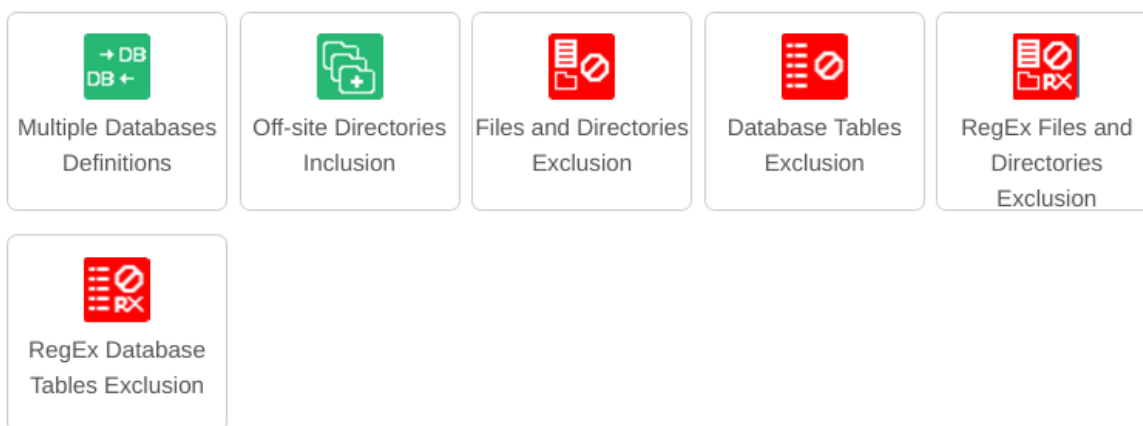 → DB
DB ←
Multiple Databases
Definitions
Off-site Directories
Inclusion
Files and Directories
Exclusion
Database Tables
Exclusion
RX
RegEx Files and
Directories
Exclusion
RX
RegEx Database
Tables Exclusion